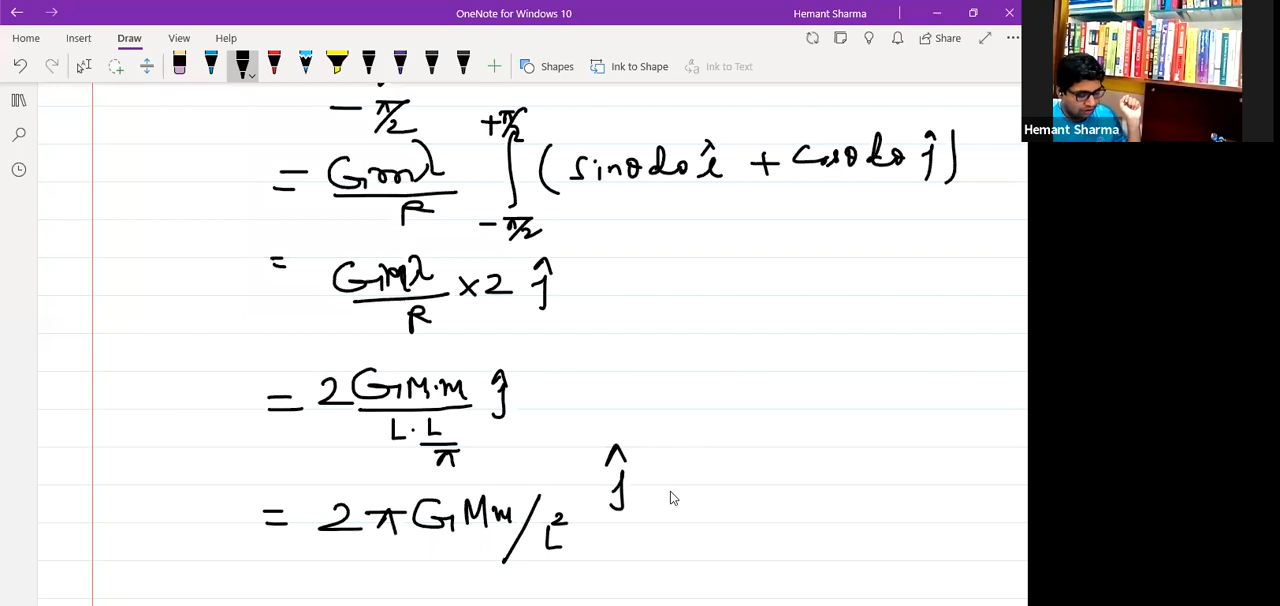 OneNote for Windows 10
Hemant Sharma
Home Insert Draw View Help
Share
Shapes Ink to Shape Ink to Text
Hemant Sharma
- π/2
= Gmλ/R ∫ -π/2 +π/2 (sinθdθ î + cosθdθ ĵ)
= Gmλ/R ×2 ĵ
= 2GM.m/L.L/π ĵ
= 2πGMm/L² ĵ